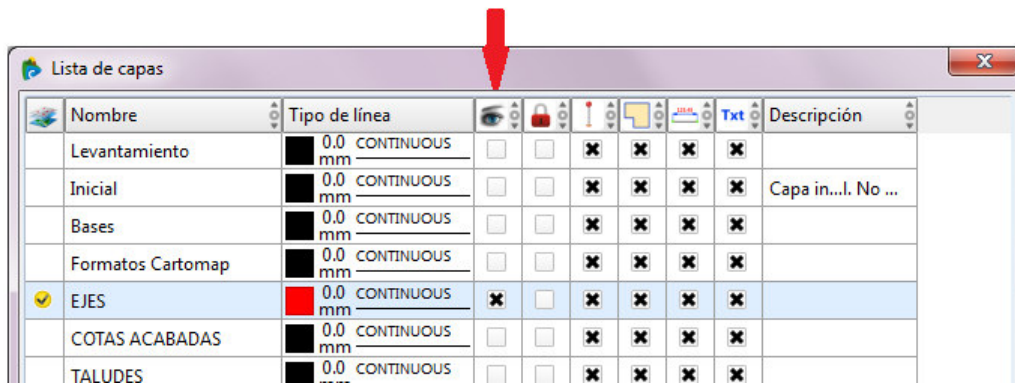 Lista de capas
Nombre Tipo de línea 123.45 Txt Descripción
Levantamiento 0.0 mm CONTINUOUS
Inicial 0.0 mm CONTINUOUS Capa in...l. No ...
Bases 0.0 mm CONTINUOUS
Formatos Cartomap 0.0 mm CONTINUOUS
EJES 0.0 mm CONTINUOUS
COTAS ACABADAS 0.0 mm CONTINUOUS
TALUDES 0.0 mm CONTINUOUS